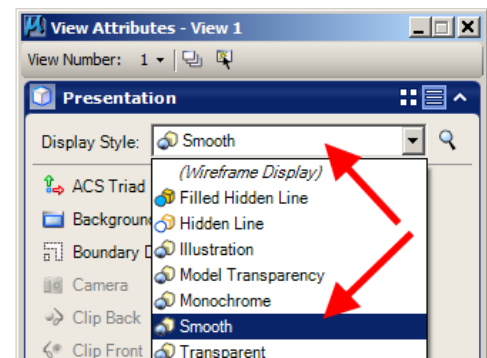 View Attributes - View 1
View Number: 1
Presentation
Display Style: Smooth
(Wireframe Display)
ACS Triad
Filled Hidden Line
Background
Hidden Line
Boundary D
Illustration
Model Transparency
Camera
Monochrome
Clip Back
Smooth
Clip Front
Transparent